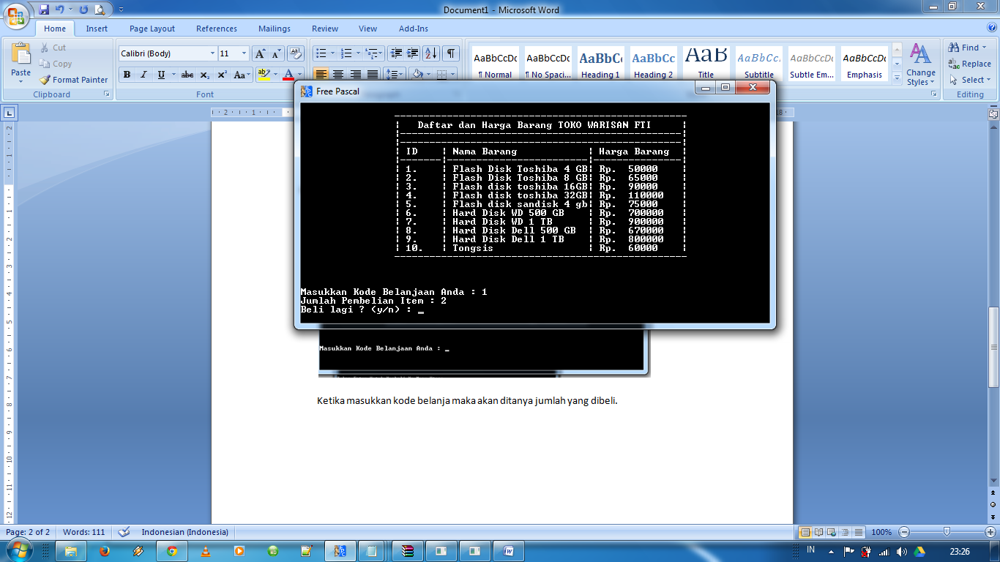 Document1 - Microsoft Word
Home Insert Page Layout References Mailings Review View Add-Ins
Paste
Cut
Copy
Format Painter
Clipboard
Calibri (Body) 11
B I U abc x₂ x² Aa
Font
AaBbCcDc AaBbCcDc AaBbCc AaBbCc AaB AaBbCc AaBbCcDc AaBbCcDc
¶ Normal ¶ No Spaci... Heading 1 Heading 2 Title Subtitle Subtle Em... Emphasis
Change Styles
Find
Replace
Select
Editing
Free Pascal
Daftar dan Harga Barang TOKO WARISAN FTI
ID Nama Barang Harga Barang
1. Flash Disk Toshiba 4 GB Rp. 50000
2. Flash Disk Toshiba 8 GB Rp. 65000
3. Flash disk toshiba 16GB Rp. 90000
4. Flash disk toshiba 32GB Rp. 110000
5. Flash disk sandisk 4 gb Rp. 75000
6. Hard Disk WD 500 GB Rp. 700000
7. Hard Disk WD 1 TB Rp. 900000
8. Hard Disk Dell 500 GB Rp. 670000
9. Hard Disk Dell 1 TB Rp. 800000
10. Tongsis Rp. 60000
Masukkan Kode Belanjaan Anda : 1
Jumlah Pembelian Item : 2
Beli lagi ? (y/n) : _
Masukkan Kode Belanjaan Anda : _
Ketika masukkan kode belanja maka akan ditanya jumlah yang dibeli.
Page: 2 of 2 Words: 111 Indonesian (Indonesia) 100%
IN 23:26